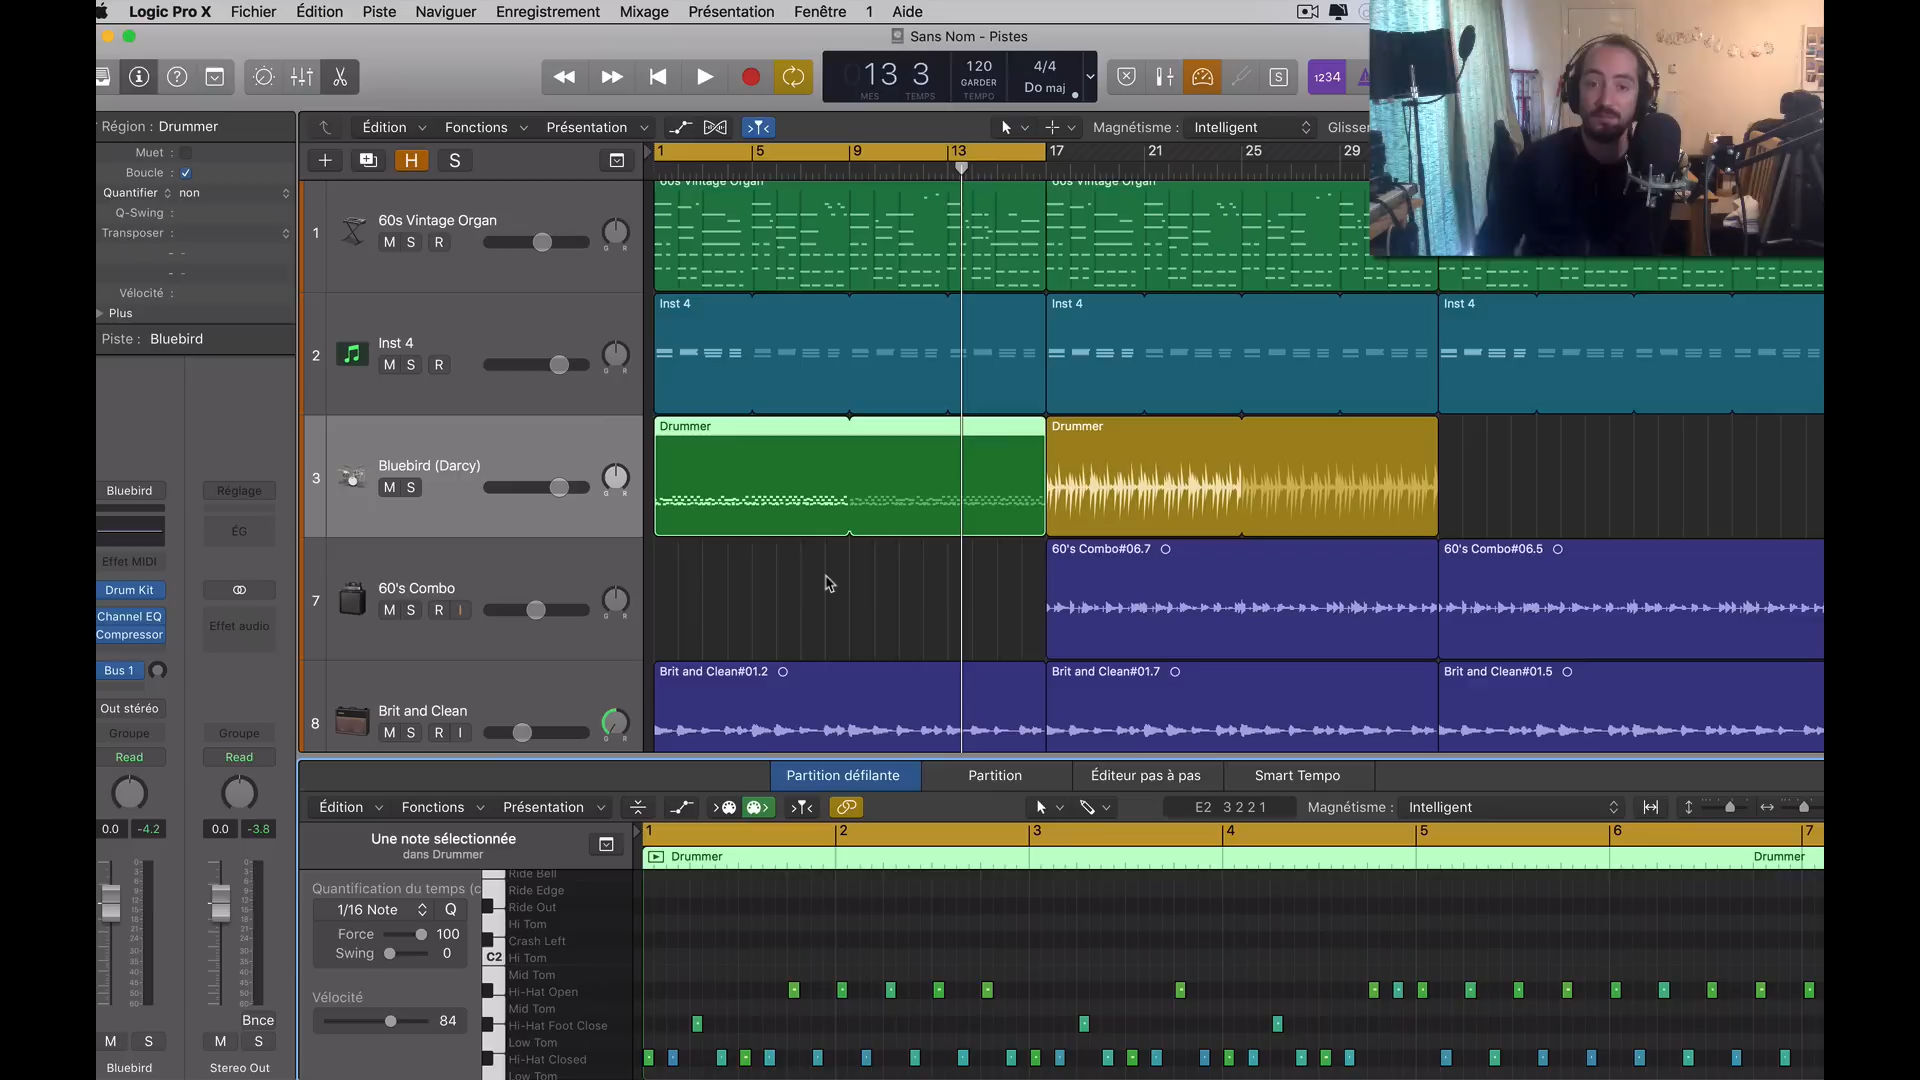 Logic Pro X Fichier Édition Piste Naviguer Enregistrement Mixage Présentation Fenêtre 1 Aide
Sans Nom - Pistes
13 3
MES TEMPS
120
GARDER
TEMPO
4/4
Do maj
S
1234
Région : Drummer
Édition Fonctions Présentation
Magnétisme : Intelligent
Muet :
Boucle :
Quantifier non
Q-Swing :
Transposer :
Vélocité :
Plus
Piste : Bluebird
H S
1 5 9 13 17 21 25 29
1 60s Vintage Organ
M S R
G R
60s Vintage Organ
60s Vintage Organ
2 Inst 4
M S R
G R
Inst 4
Inst 4
Inst 4
3 Bluebird (Darcy)
M S
G R
Drummer
Drummer
7 60's Combo
M S R I
G R
60's Combo#06.7
60's Combo#06.5
8 Brit and Clean
M S R I
G R
Brit and Clean#01.2
Brit and Clean#01.7
Brit and Clean#01.5
Bluebird Réglage
ÉG
Effet MIDI
Drum Kit
Channel EQ
Compressor
Effet audio
Bus 1
Out stéréo
Groupe Groupe
Read Read
0.0 -4.2 0.0 -3.8
Bnce
M S M S
Bluebird Stereo Out
Partition défilante Partition Éditeur pas à pas Smart Tempo
Édition Fonctions Présentation
E2 3 2 2 1
Magnétisme : Intelligent
Une note sélectionnée
dans Drummer
1 2 3 4 5 6 7
Drummer
Drummer
Quantification du temps (c
1/16 Note Q
Force 100
Swing 0
Vélocité
84
C2
Ride Bell
Ride Edge
Ride Out
Hi Tom
Crash Left
Hi Tom
Mid Tom
Hi-Hat Open
Mid Tom
Hi-Hat Foot Close
Low Tom
Hi-Hat Closed
Low Tom